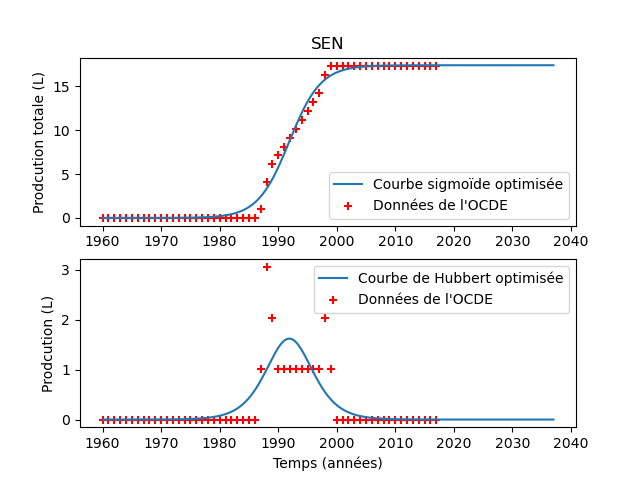 SEN
Prodcution totale (L)
15
10
5
0
Courbe sigmoïde optimisée
Données de l'OCDE
1960 1970 1980 1990 2000 2010 2020 2030 2040
Prodcution (L)
3
2
1
0
Courbe de Hubbert optimisée
Données de l'OCDE
1960 1970 1980 1990 2000 2010 2020 2030 2040
Temps (années)